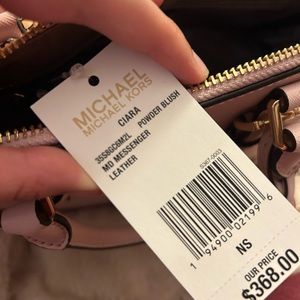 MICHAEL
MICHAEL KORS
CIARA
35S8GC6M2L POWDER BLUSH
MD MESSENGER
LEATHER
1 94900 02199 6
NS
OUR PRICE
$368.00